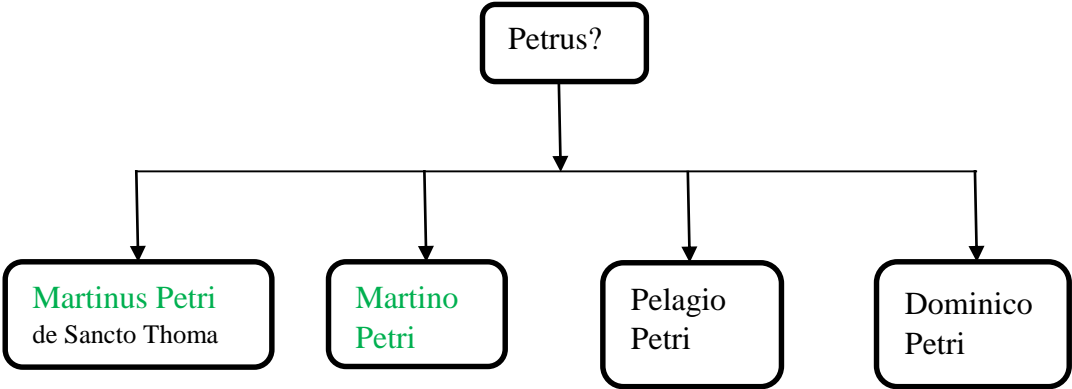 Petrus?
Martinus Petri
de Sancto Thoma
Martino
Petri
Pelagio
Petri
Dominico
Petri